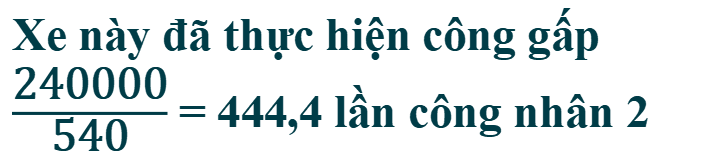 Xe này đã thực hiện công gấp
240000/540 = 444,4 lần công nhân 2